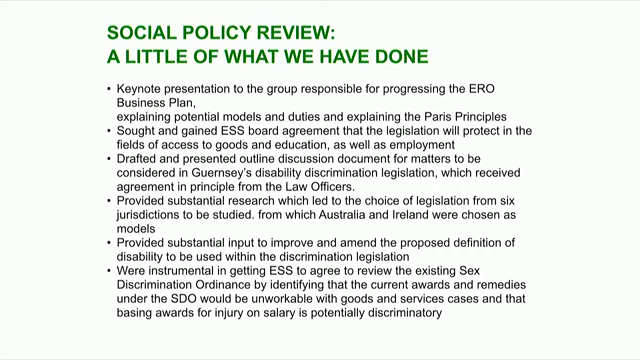 SOCIAL POLICY REVIEW:
A LITTLE OF WHAT WE HAVE DONE
• Keynote presentation to the group responsible for progressing the ERO
Business Plan,
explaining potential models and duties and explaining the Paris Principles
• Sought and gained ESS board agreement that the legislation will protect in the
fields of access to goods and education, as well as employment
• Drafted and presented outline discussion document for matters to be
considered in Guernsey's disability discrimination legislation, which received
agreement in principle from the Law Officers.
• Provided substantial research which led to the choice of legislation from six
jurisdictions to be studied. from which Australia and Ireland were chosen as
models
• Provided substantial input to improve and amend the proposed definition of
disability to be used within the discrimination legislation
• Were instrumental in getting ESS to agree to review the existing Sex
Discrimination Ordinance by identifying that the current awards and remedies
under the SDO would be unworkable with goods and services cases and that
basing awards for injury on salary is potentially discriminatory